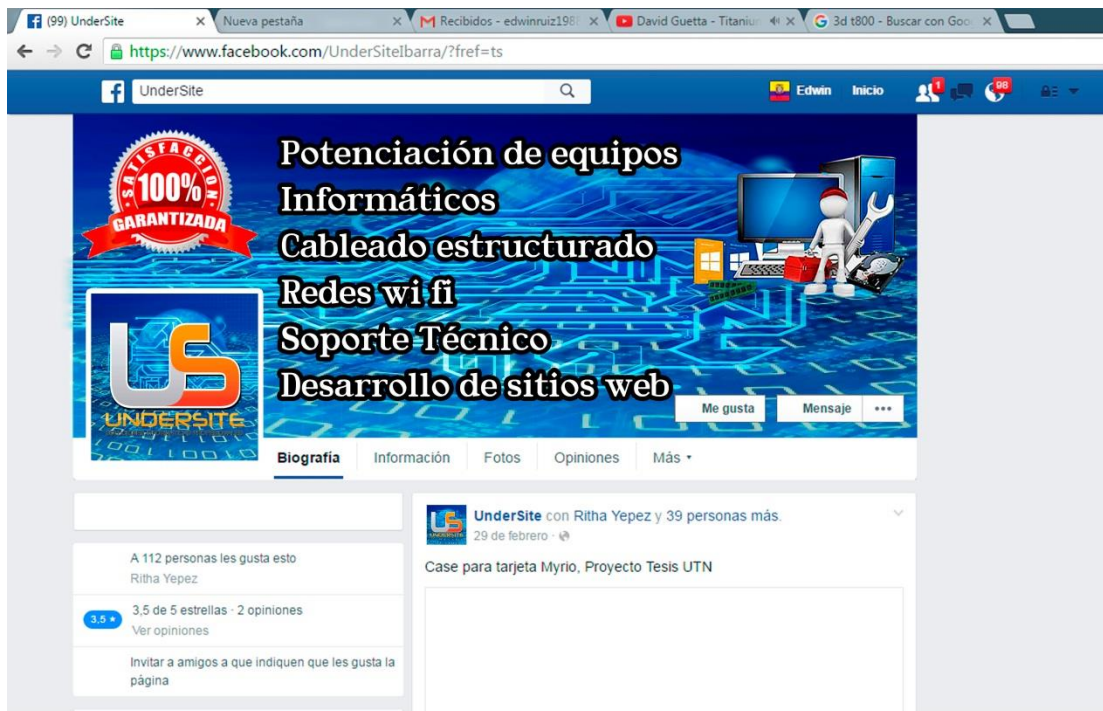 (99) UnderSite
Nueva pestaña
Recibidos - edwinruiz198
David Guetta - Titanium
3d t800 - Buscar con Goo
https://www.facebook.com/UnderSiteIbarra/?fref=ts
UnderSite
Edwin
Inicio
1
98
SATISFACCION
100%
GARANTIZADA
Potenciación de equipos
Informáticos
Cableado estructurado
Redes wi fi
Soporte Técnico
Desarrollo de sitios web
US
UNDERSITE
Me gusta
Mensaje
Biografía
Información
Fotos
Opiniones
Más
UnderSite con Ritha Yepez y 39 personas más.
29 de febrero
Case para tarjeta Myrio, Proyecto Tesis UTN
A 112 personas les gusta esto
Ritha Yepez
3,5
3,5 de 5 estrellas · 2 opiniones
Ver opiniones
Invitar a amigos a que indiquen que les gusta la
página